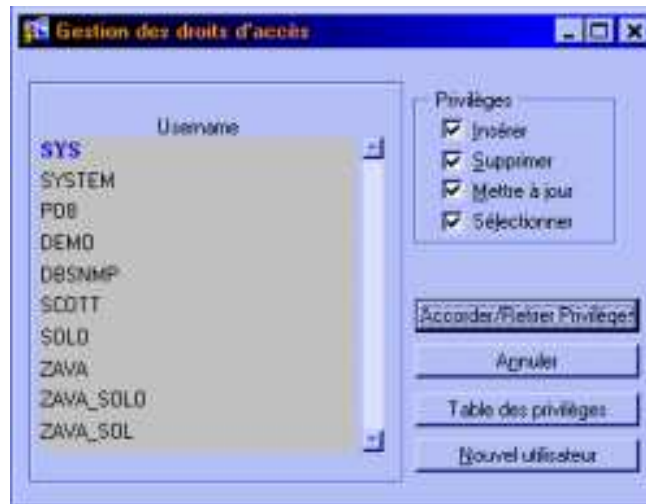 Gestion des droits d'accès
Username
SYS
SYSTEM
PO8
DEMO
DBSNMP
SCOTT
SOLO
ZAVA
ZAVA_SOLO
ZAVA_SOL
Privilèges
Insérer
Supprimer
Mettre à jour
Sélectionner
Accorder/Retirer Privilèges
Annuler
Table des privilèges
Nouvel utilisateur